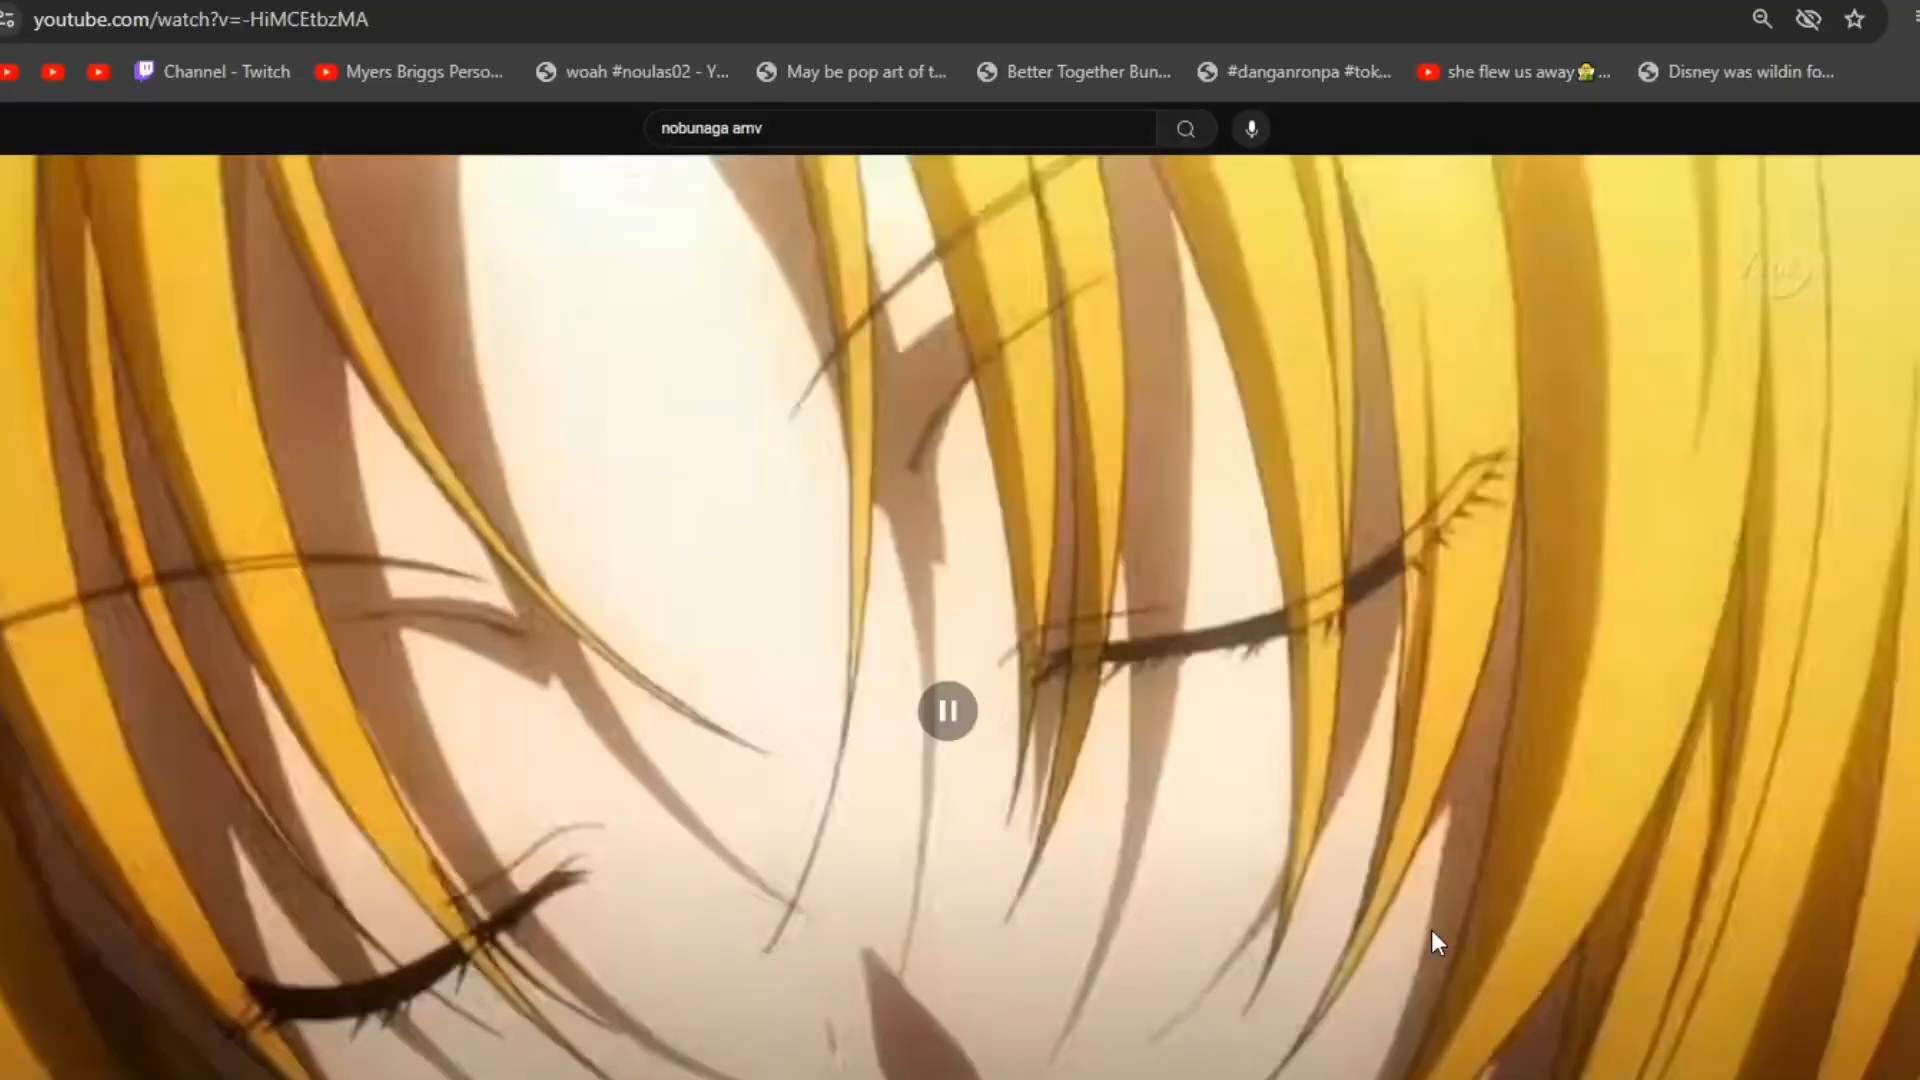 youtube.com/watch?v=-HiMCEtbzMA
Channel - Twitch
Myers Briggs Perso...
woah #noulas02 - Y...
May be pop art of t...
Better Together Bun...
#danganronpa #tok...
she flew us away🧝...
Disney was wildin fo...
nobunaga amv